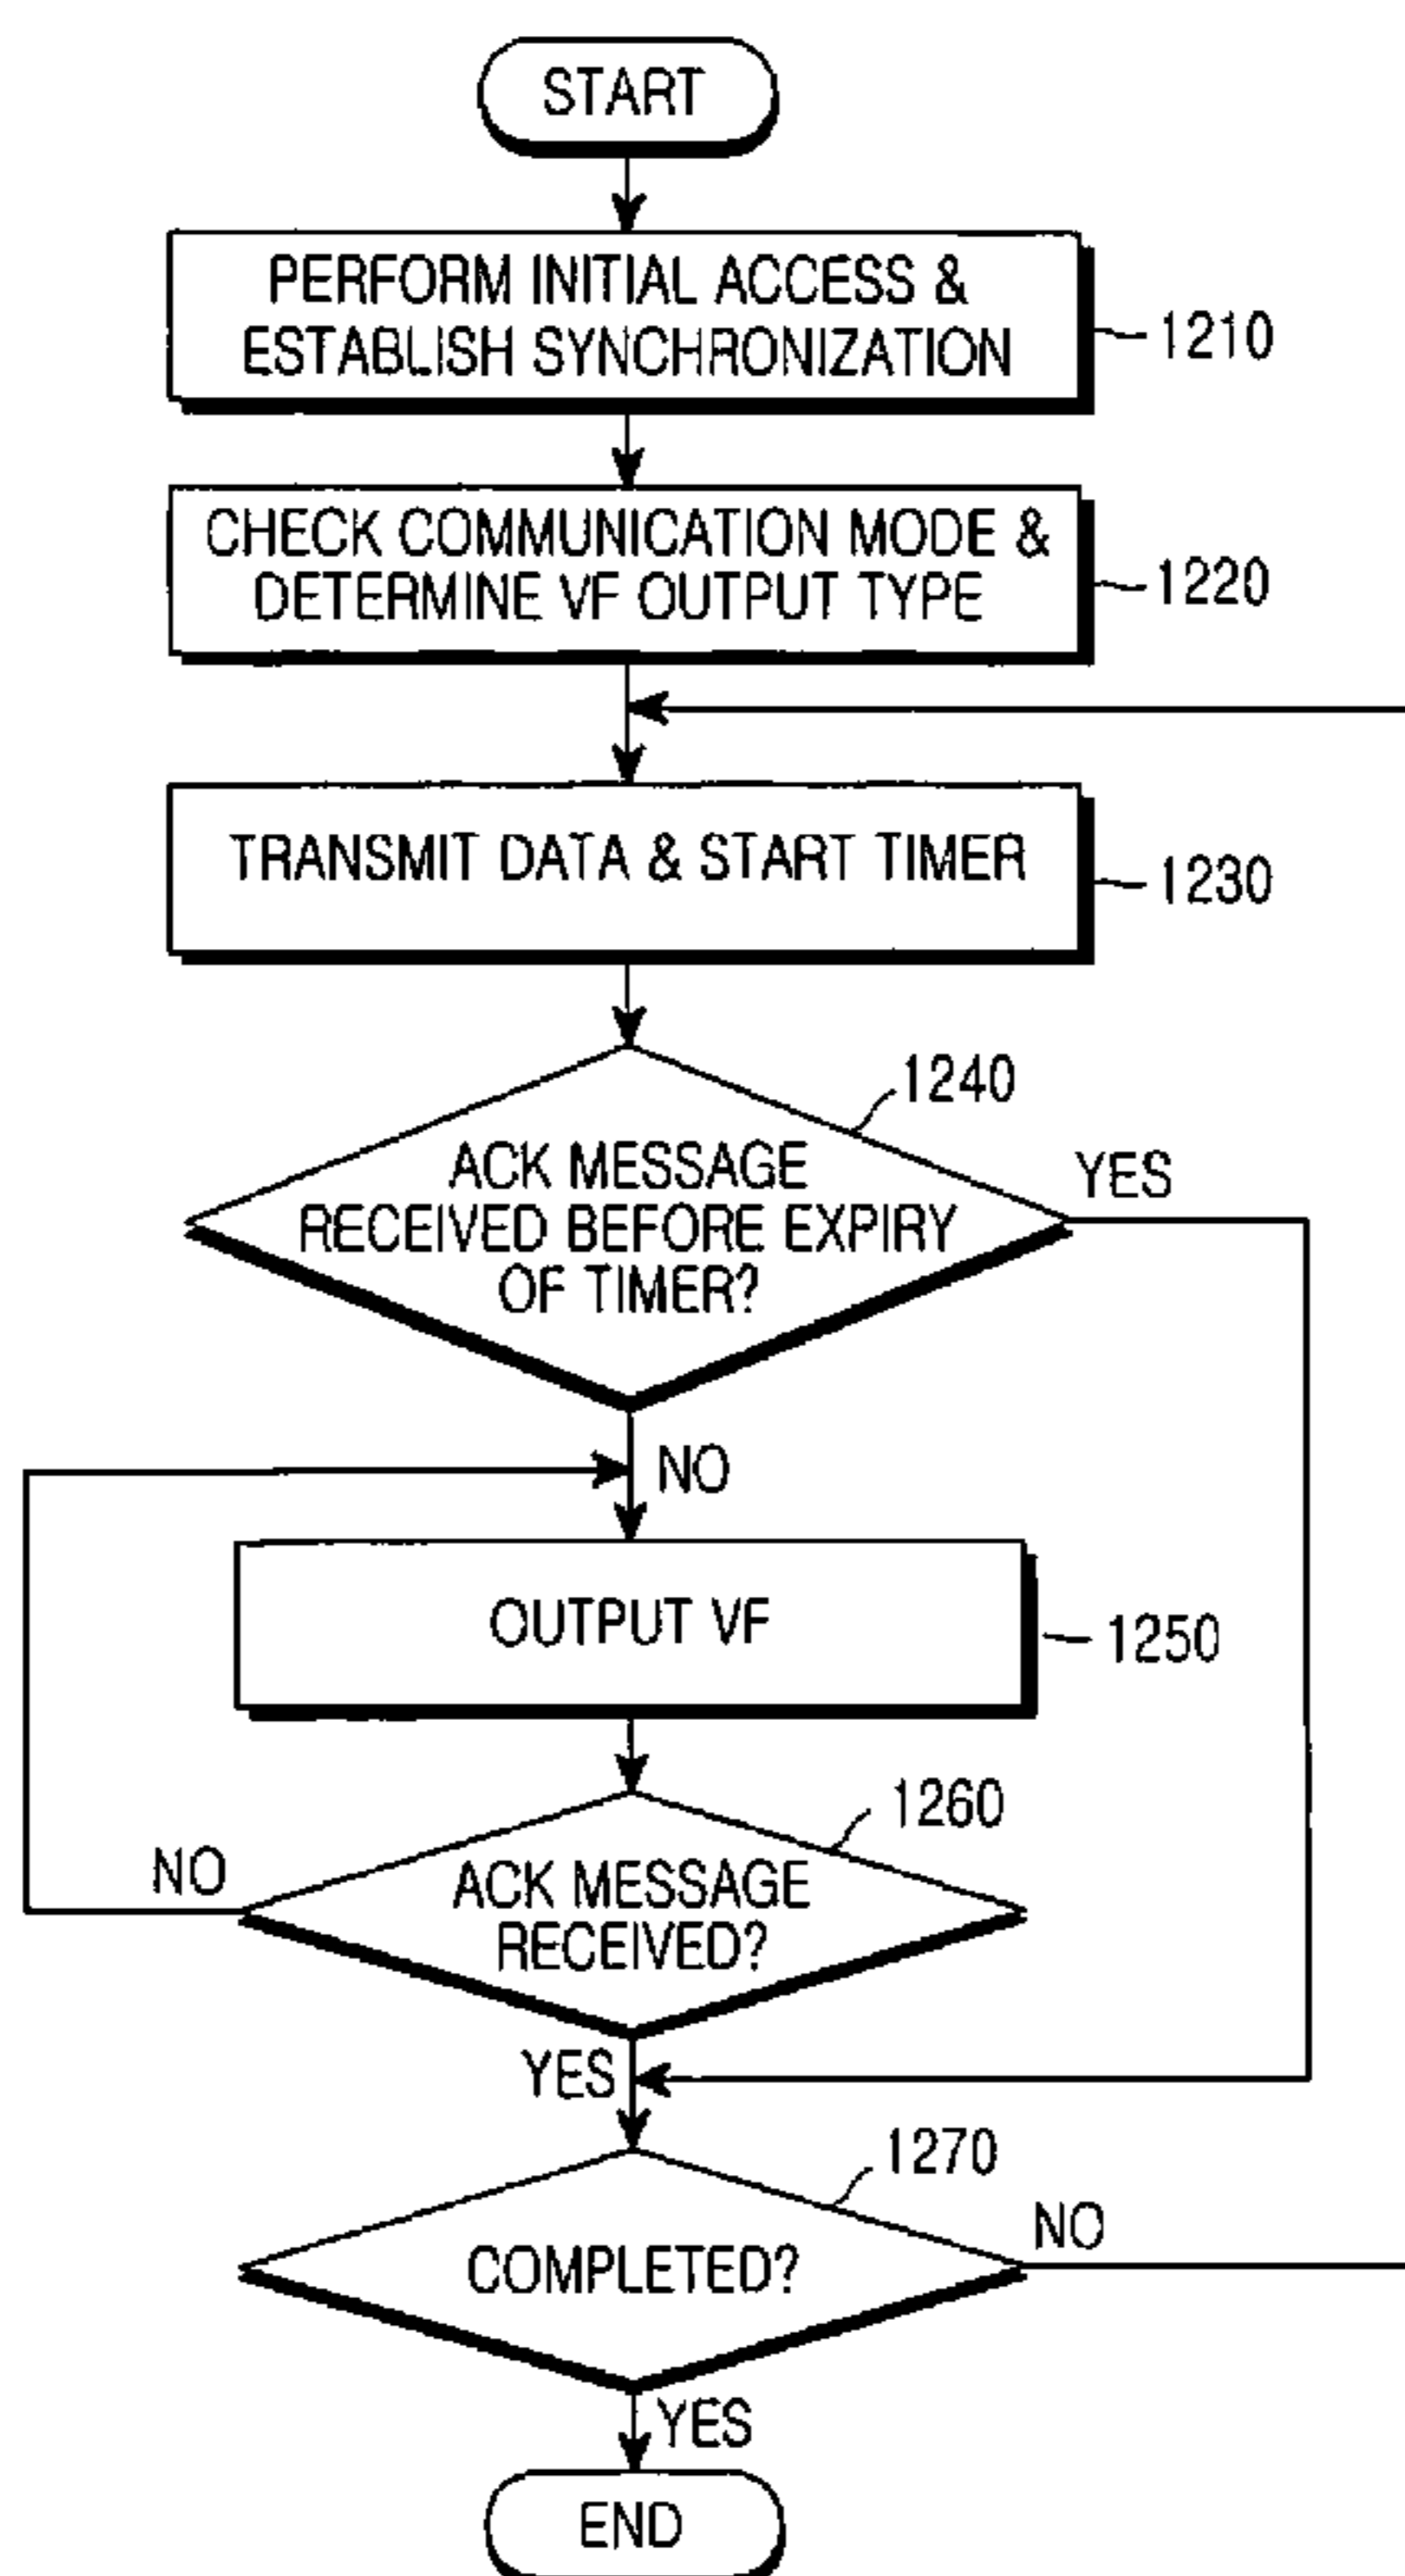 START
PERFORM INITIAL ACCESS &
ESTABLISH SYNCHRONIZATION
1210
CHECK COMMUNICATION MODE &
DETERMINE VF OUTPUT TYPE
1220
TRANSMIT DATA & START TIMER
1230
1240
ACK MESSAGE
RECEIVED BEFORE EXPIRY
OF TIMER?
YES
NO
OUTPUT VF
1250
1260
NO
ACK MESSAGE
RECEIVED?
YES
1270
NO
COMPLETED?
YES
END